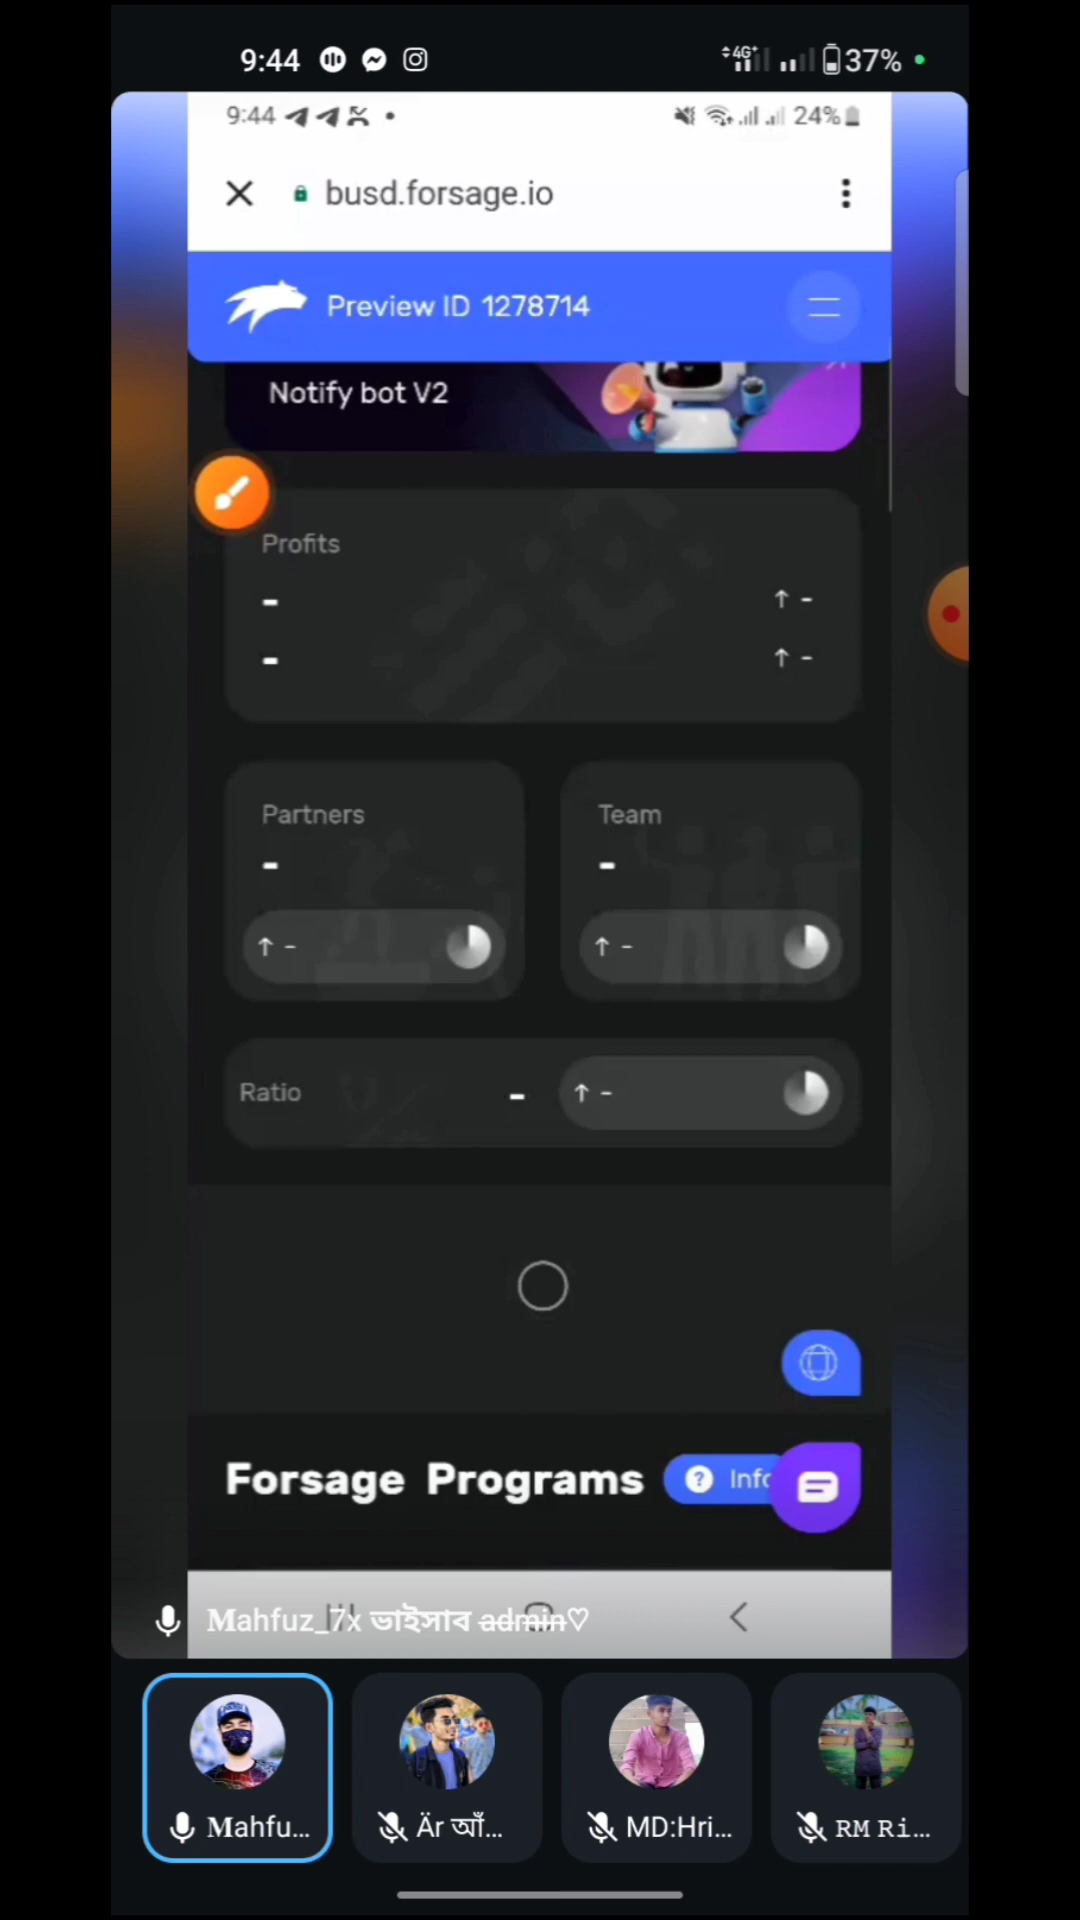 9:44
4G+ 37%
9:44 24%
busd.forsage.io
Preview ID 1278714
Notify bot V2
Profits
- ↑ -
- ↑ -
Partners Team
- -
↑ - ↑ -
Ratio - ↑ -
Forsage Programs ? Info
Mahfuz_7x ভাইসাব admin♡
Mahfu... Är আঁ... MD:Hri... RM Ri...